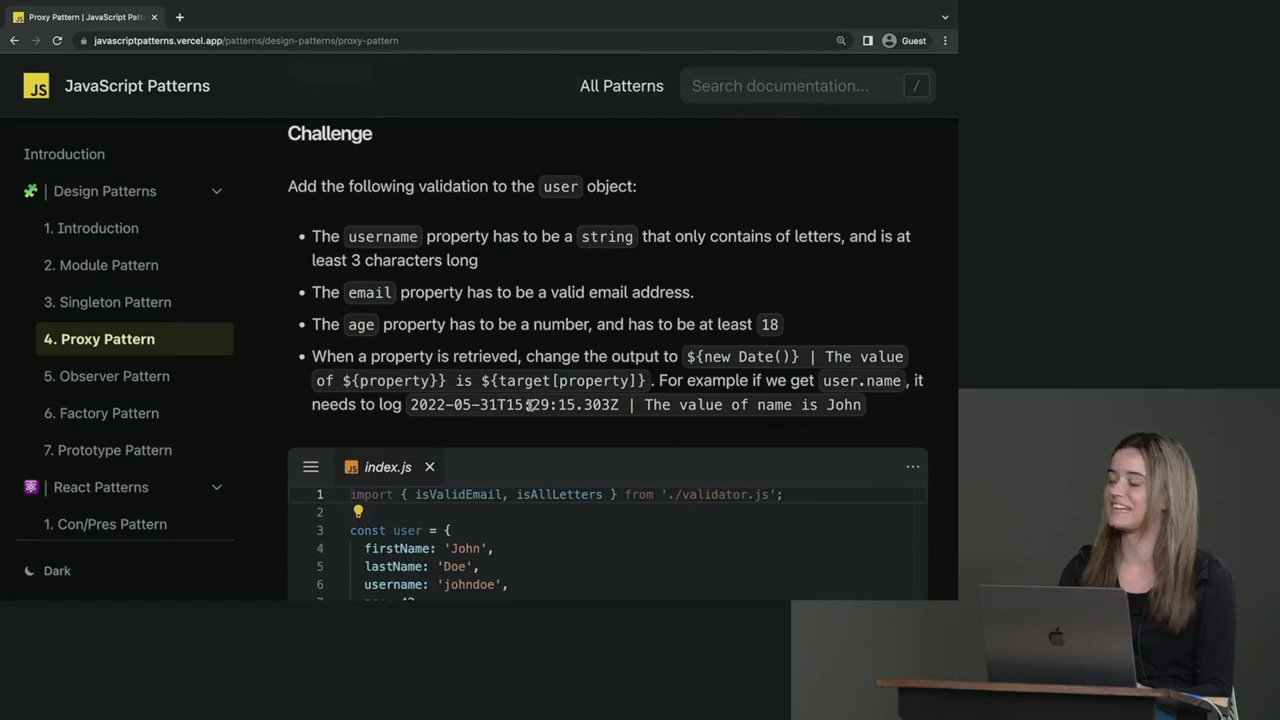 Proxy Pattern | JavaScript Patt
javascriptpatterns.vercel.app/patterns/design-patterns/proxy-pattern
Guest
JS
JavaScript Patterns
All Patterns
Search documentation...
/
Introduction
| Design Patterns
1. Introduction
2. Module Pattern
3. Singleton Pattern
4. Proxy Pattern
5. Observer Pattern
6. Factory Pattern
7. Prototype Pattern
| React Patterns
1. Con/Pres Pattern
Dark
Challenge
Add the following validation to the user object:
• The username property has to be a string that only contains of letters, and is at
least 3 characters long
• The email property has to be a valid email address.
• The age property has to be a number, and has to be at least 18
• When a property is retrieved, change the output to ${new Date()} | The value
of ${property}} is ${target[property]}. For example if we get user.name, it
needs to log 2022-05-31T15:29:15.303Z | The value of name is John
JS index.js
1 import { isValidEmail, isAllLetters } from './validator.js';
2
3 const user = {
4 firstName: 'John',
5 lastName: 'Doe',
6 username: 'johndoe',